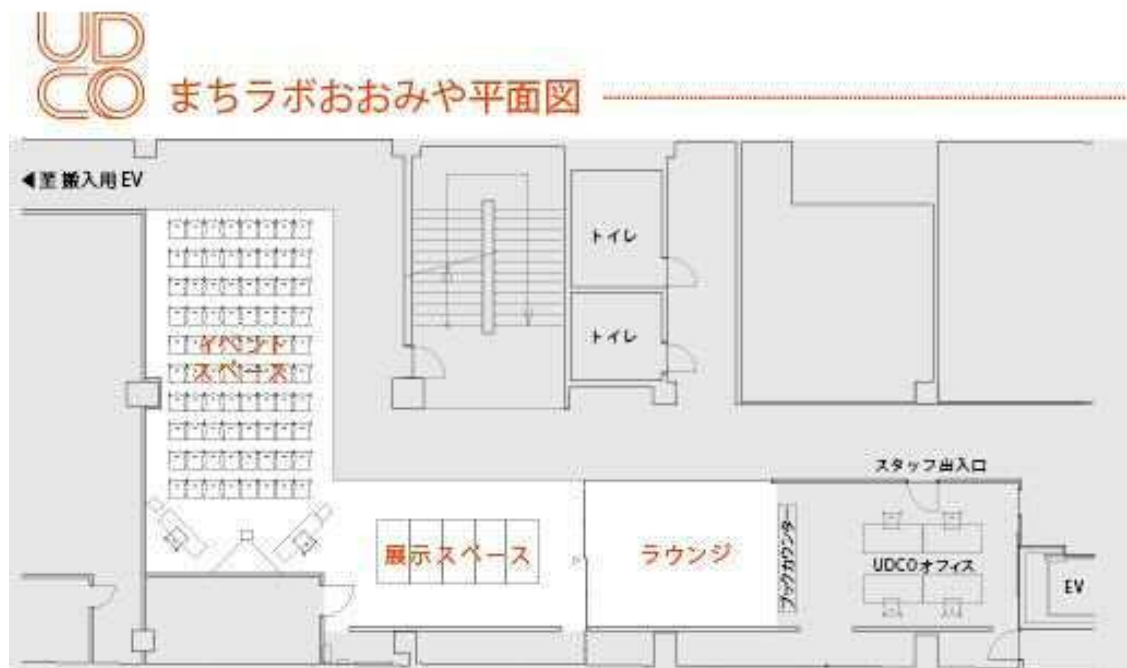 UD
CO
まちラボおおみや平面図
◀至 搬入用 EV
トイレ
トイレ
イベント
スペース
スタッフ出入口
展示スペース
ラウンジ
ブックカウンター
UDCOオフィス
EV